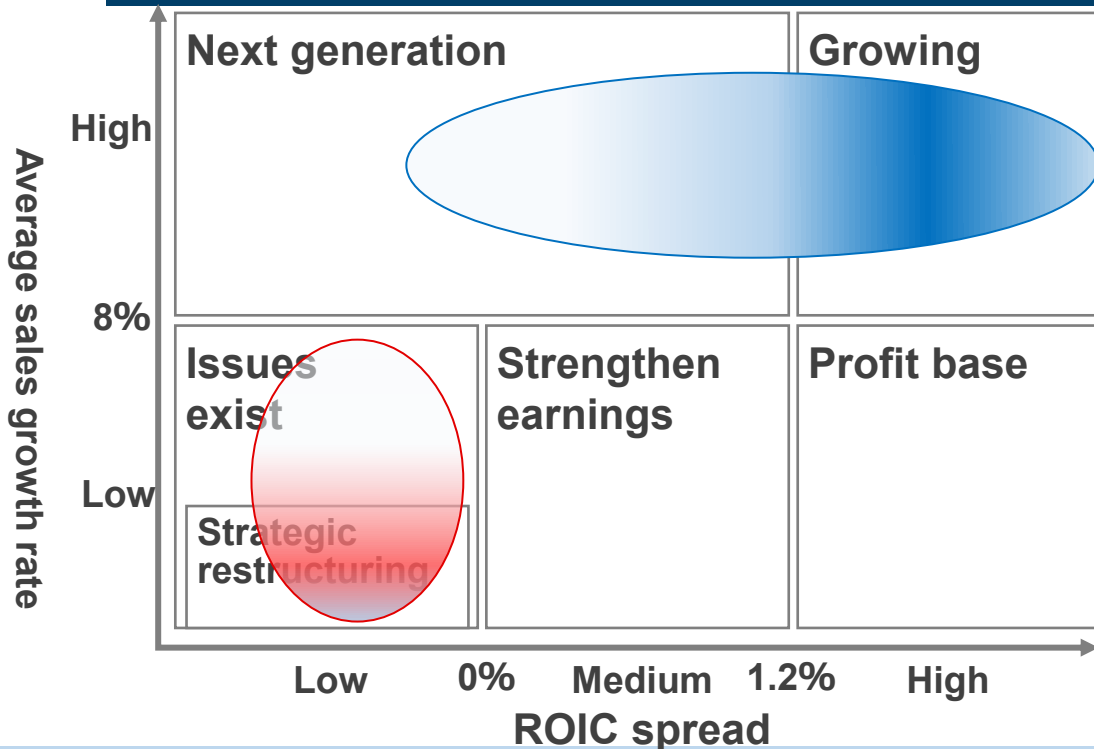 Next generation
Growing
High
Average sales growth rate
8%
Issues
exist
Strengthen
earnings
Profit base
Low
Strategic
restructuring
Low
0%
Medium
1.2%
High
ROIC spread